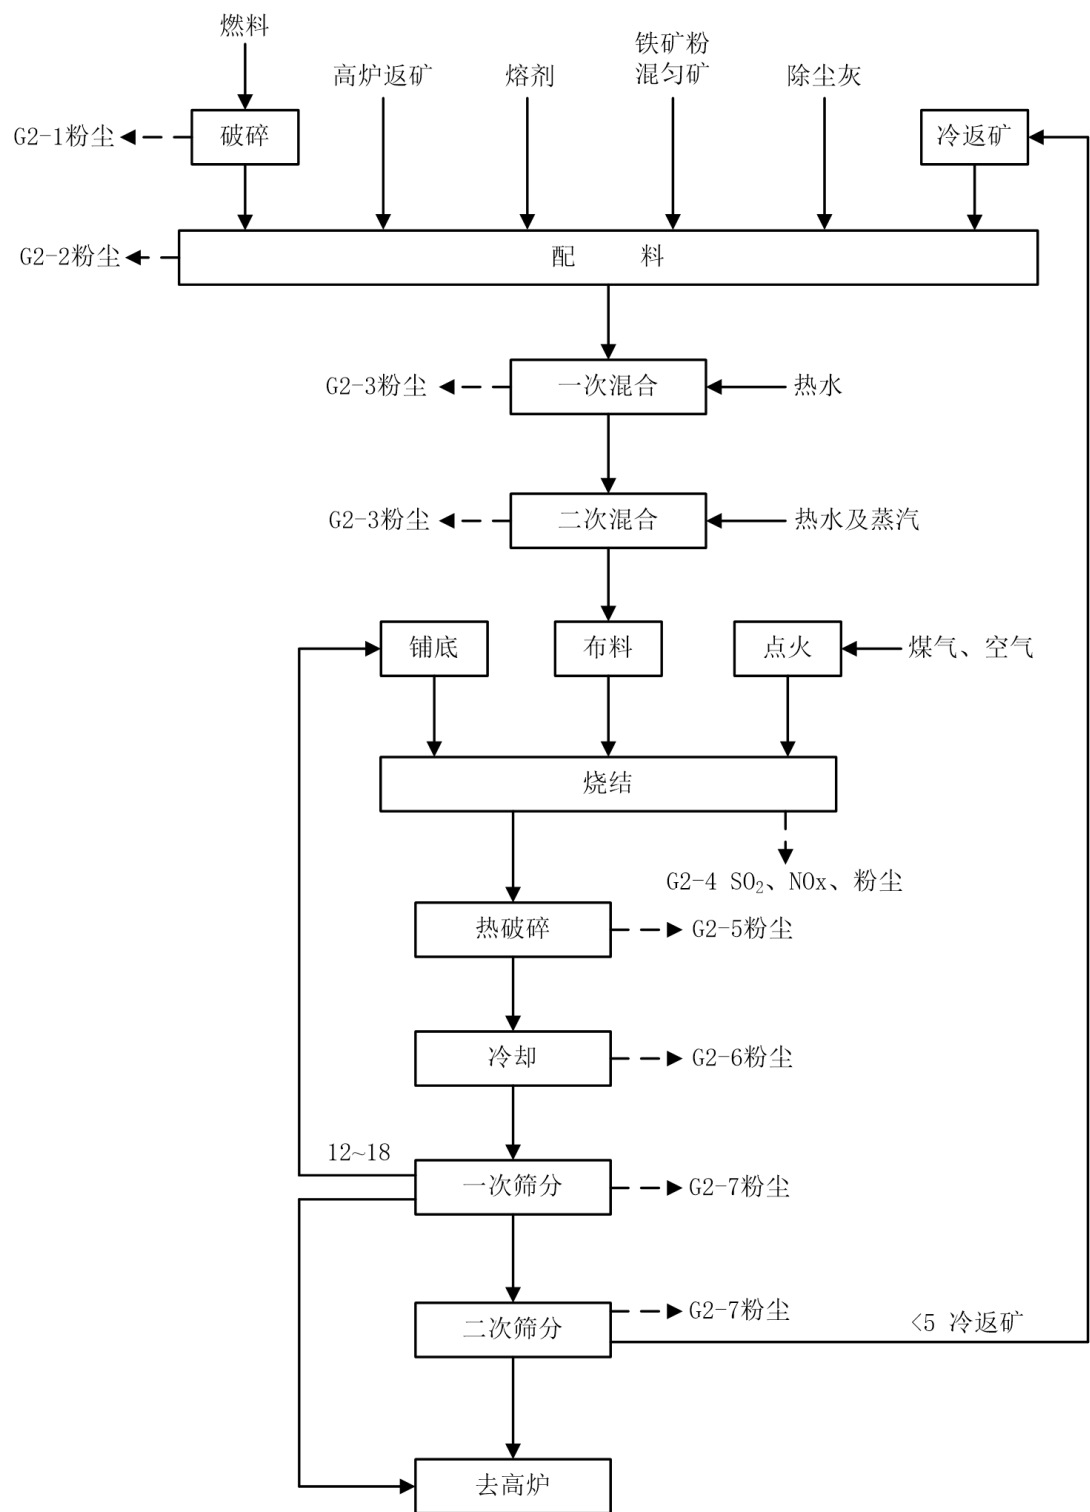 燃料
高炉返矿
熔剂
铁矿粉
混匀矿
除尘灰
G2-1粉尘
破碎
冷返矿
G2-2粉尘
配 料
G2-3粉尘
一次混合
热水
G2-3粉尘
二次混合
热水及蒸汽
铺底
布料
点火
煤气、空气
烧结
G2-4 SO₂、NOx、粉尘
热破碎
G2-5粉尘
冷却
G2-6粉尘
12~18
一次筛分
G2-7粉尘
二次筛分
G2-7粉尘
<5 冷返矿
去高炉